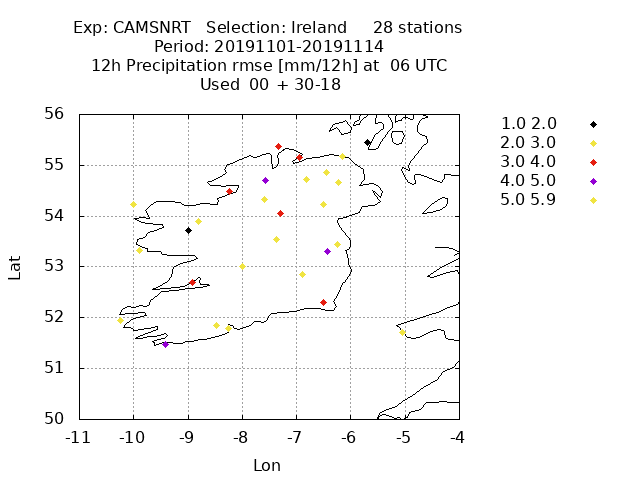 Exp: CAMSNRT Selection: Ireland 28 stations
Period: 20191101-20191114
12h Precipitation rmse [mm/12h] at 06 UTC
Used 00 + 30-18
56
55
54
53
52
51
50
-11 -10 -9 -8 -7 -6 -5 -4
Lat
Lon
1.0 2.0
2.0 3.0
3.0 4.0
4.0 5.0
5.0 5.9